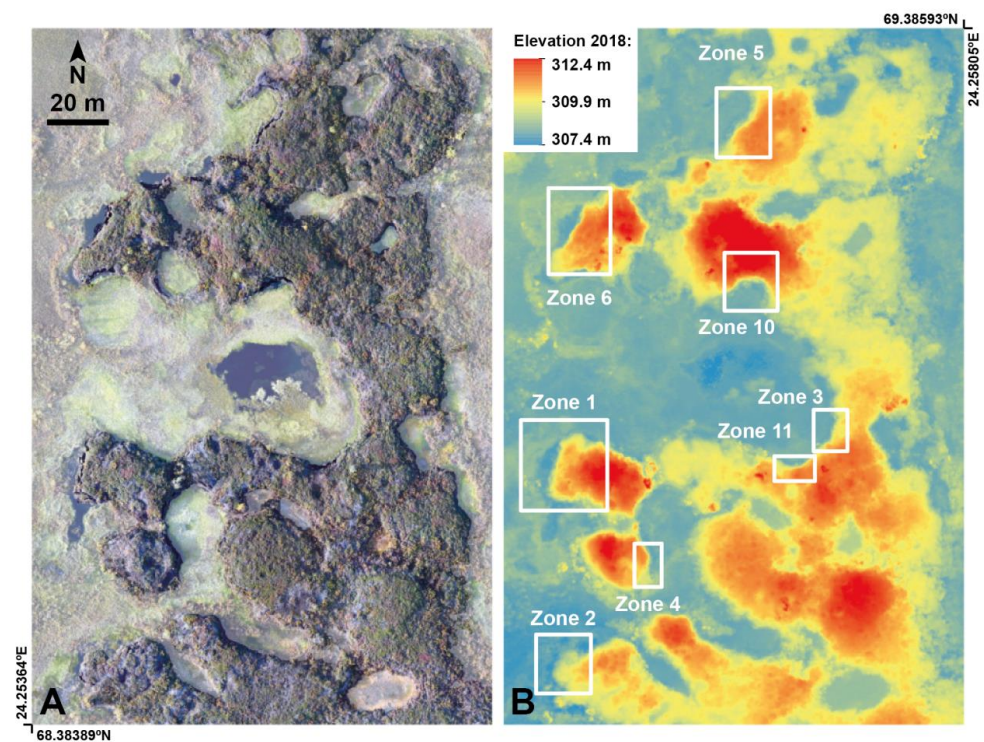 69.38593ºN
24.25805ºE
N
20 m
Elevation 2018:
312.4 m
309.9 m
307.4 m
Zone 5
Zone 6
Zone 10
Zone 1
Zone 3
Zone 11
Zone 4
Zone 2
A
B
24.25364ºE
68.38389ºN